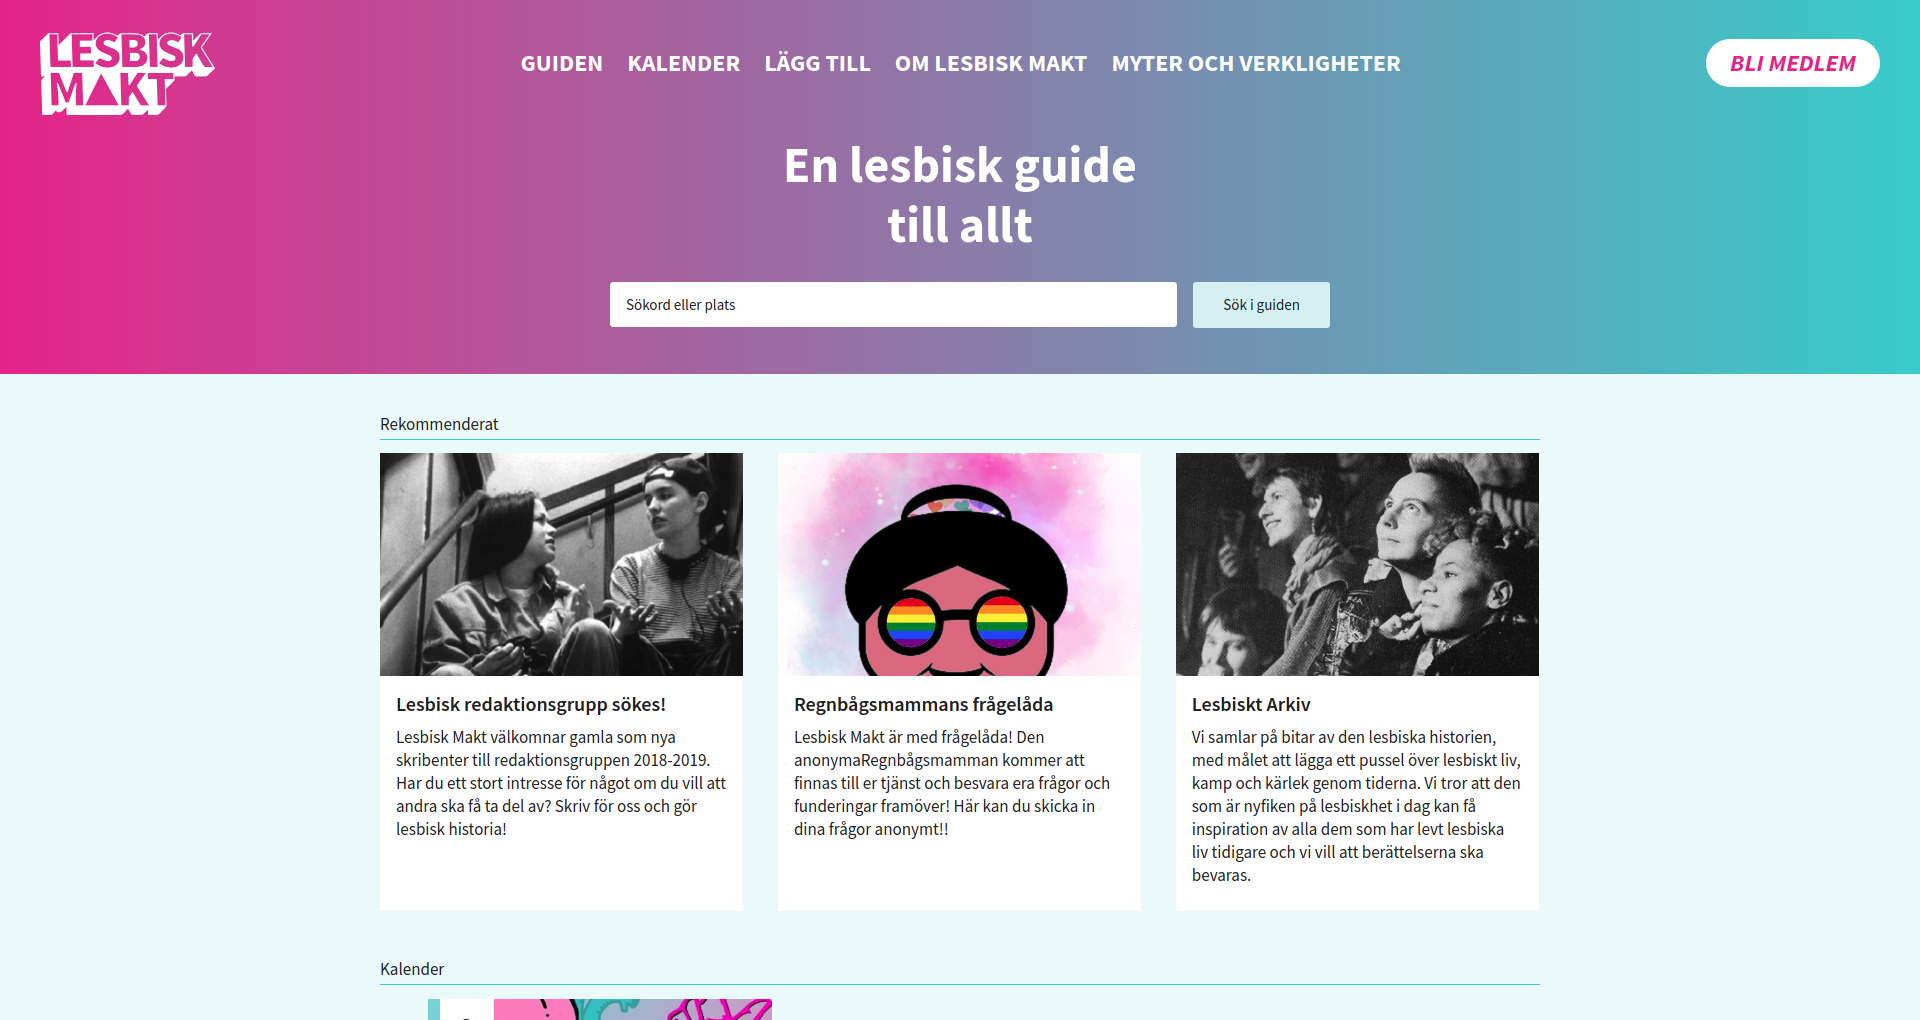 LESBISK
MAKT
GUIDEN KALENDER LÄGG TILL OM LESBISK MAKT MYTER OCH VERKLIGHETER
BLI MEDLEM
En lesbisk guide
till allt
Sökord eller plats
Sök i guiden
Rekommenderat
Lesbisk redaktionsgrupp sökes!
Lesbisk Makt välkomnar gamla som nya
skribenter till redaktionsgruppen 2018-2019.
Har du ett stort intresse för något om du vill att
andra ska få ta del av? Skriv för oss och gör
lesbisk historia!
Regnbågsmammans frågelåda
Lesbisk Makt är med frågelåda! Den
anonymaRegnbågsmamman kommer att
finnas till er tjänst och besvara era frågor och
funderingar framöver! Här kan du skicka in
dina frågor anonymt!!
Lesbiskt Arkiv
Vi samlar på bitar av den lesbiska historien,
med målet att lägga ett pussel över lesbiskt liv,
kamp och kärlek genom tiderna. Vi tror att den
som är nyfiken på lesbiskhet i dag kan få
inspiration av alla dem som har levt lesbiska
liv tidigare och vi vill att berättelserna ska
bevaras.
Kalender